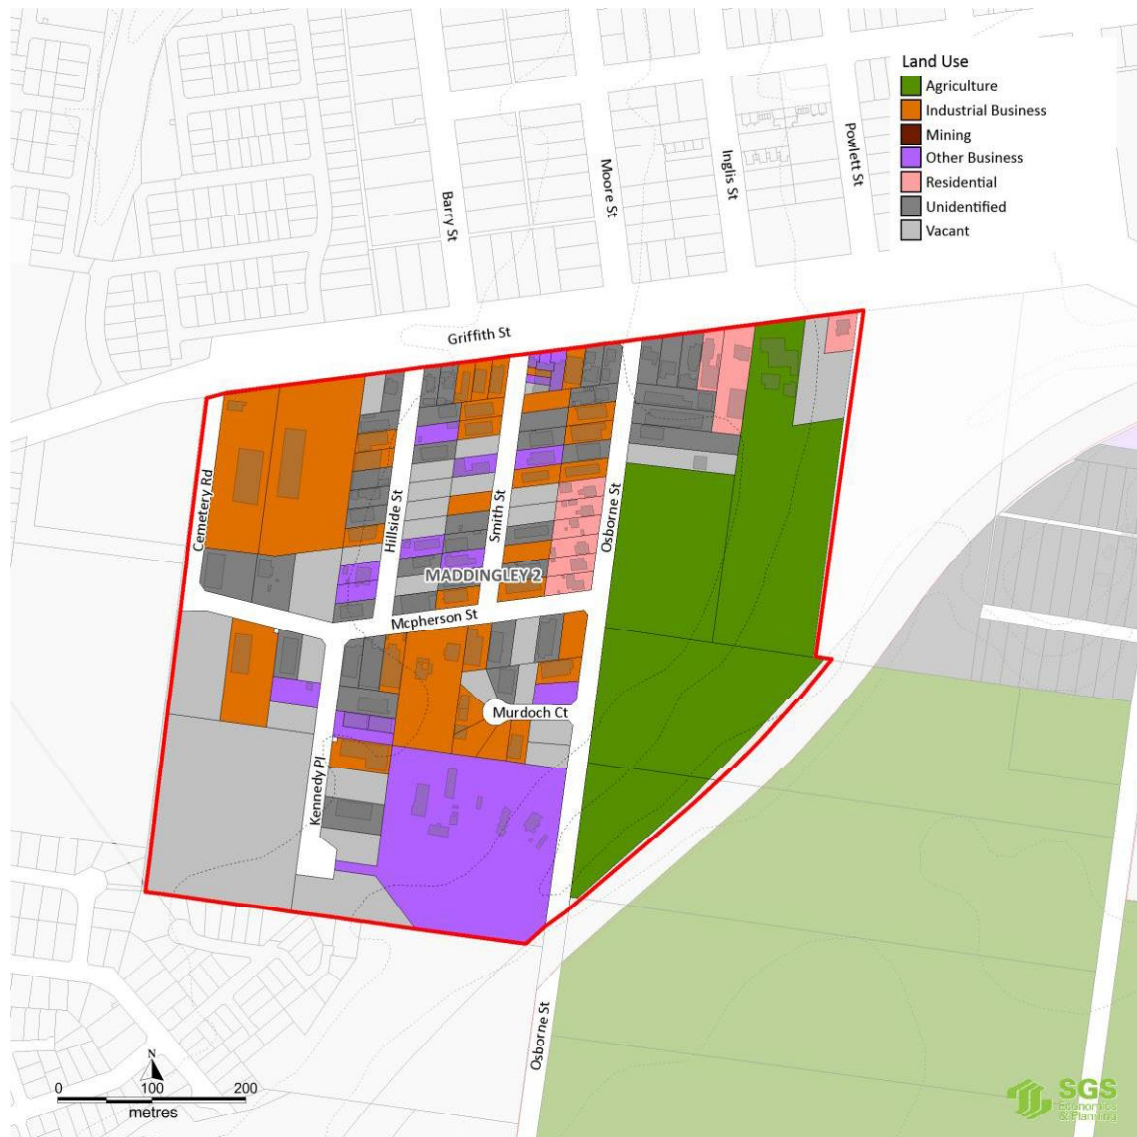 Land Use
Agriculture
Industrial Business
Mining
Other Business
Residential
Unidentified
Vacant
Barry St
Moore St
Inglis St
Powlett St
Griffith St
Cemetery Rd
Hillside St
Smith St
Osborne St
MADDINGLEY 2
Mcpherson St
Murdoch Ct
Kennedy Pl
Osborne St
N
0 100 200
metres
SGS
Economics
& Planning